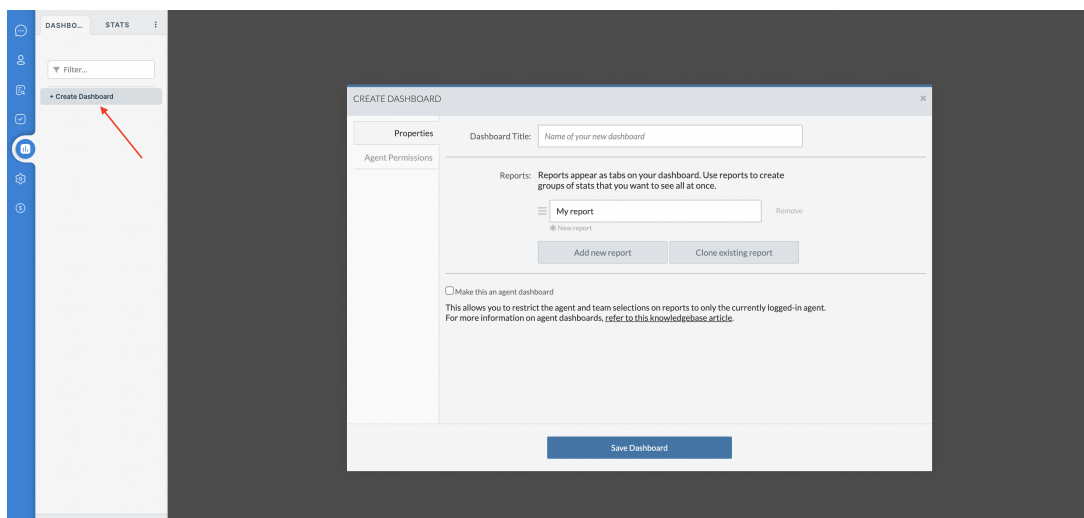 DASHBO...
STATS
Filter...
+ Create Dashboard
CREATE DASHBOARD
×
Properties
Agent Permissions
Dashboard Title:
Name of your new dashboard
Reports:
Reports appear as tabs on your dashboard. Use reports to create
groups of stats that you want to see all at once.
My report
Remove
✱ New report
Add new report
Clone existing report
Make this an agent dashboard
This allows you to restrict the agent and team selections on reports to only the currently logged-in agent.
For more information on agent dashboards, refer to this knowledgebase article.
Save Dashboard